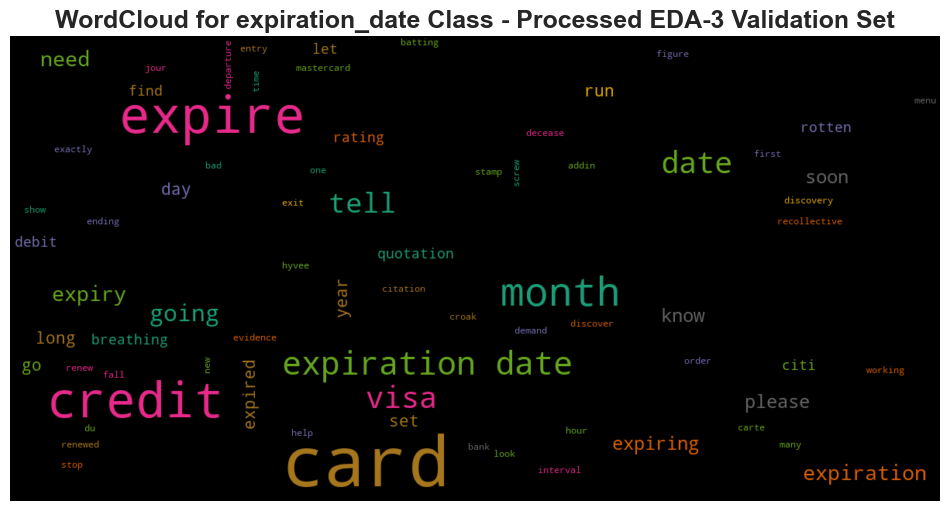 WordCloud for expiration_date Class - Processed EDA-3 Validation Set
batting
departure
entry
let
need
figure
jour
mastercard
time
find
run
menu
expire
rotten
rating
decease
exactly
first
date
bad
one
stamp
screw
addin
soon
day
tell
exit
discovery
show
ending
recollective
debit
quotation
hyvee
expiry
year
citation
month
going
croak
know
long
breathing
evidence
demand
discover
go
renew
fall
new
expiration date
order
citi
working
credit
expired
visa
set
please
du
help
hour
carte
renewed
bank
look
expiring
many
stop
card
interval
expiration